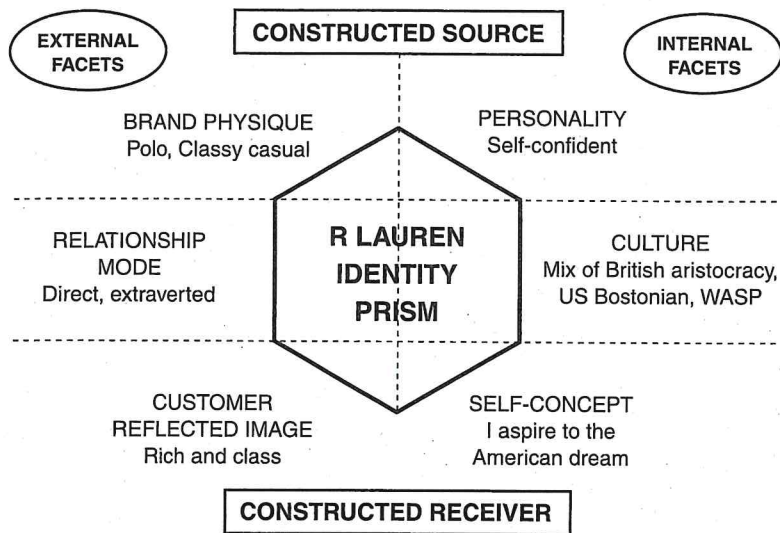 EXTERNAL
FACETS
CONSTRUCTED SOURCE
INTERNAL
FACETS
BRAND PHYSIQUE
Polo, Classy casual
PERSONALITY
Self-confident
RELATIONSHIP
MODE
Direct, extraverted
R LAUREN
IDENTITY
PRISM
CULTURE
Mix of British aristocracy,
US Bostonian, WASP
CUSTOMER
REFLECTED IMAGE
Rich and class
SELF-CONCEPT
I aspire to the
American dream
CONSTRUCTED RECEIVER